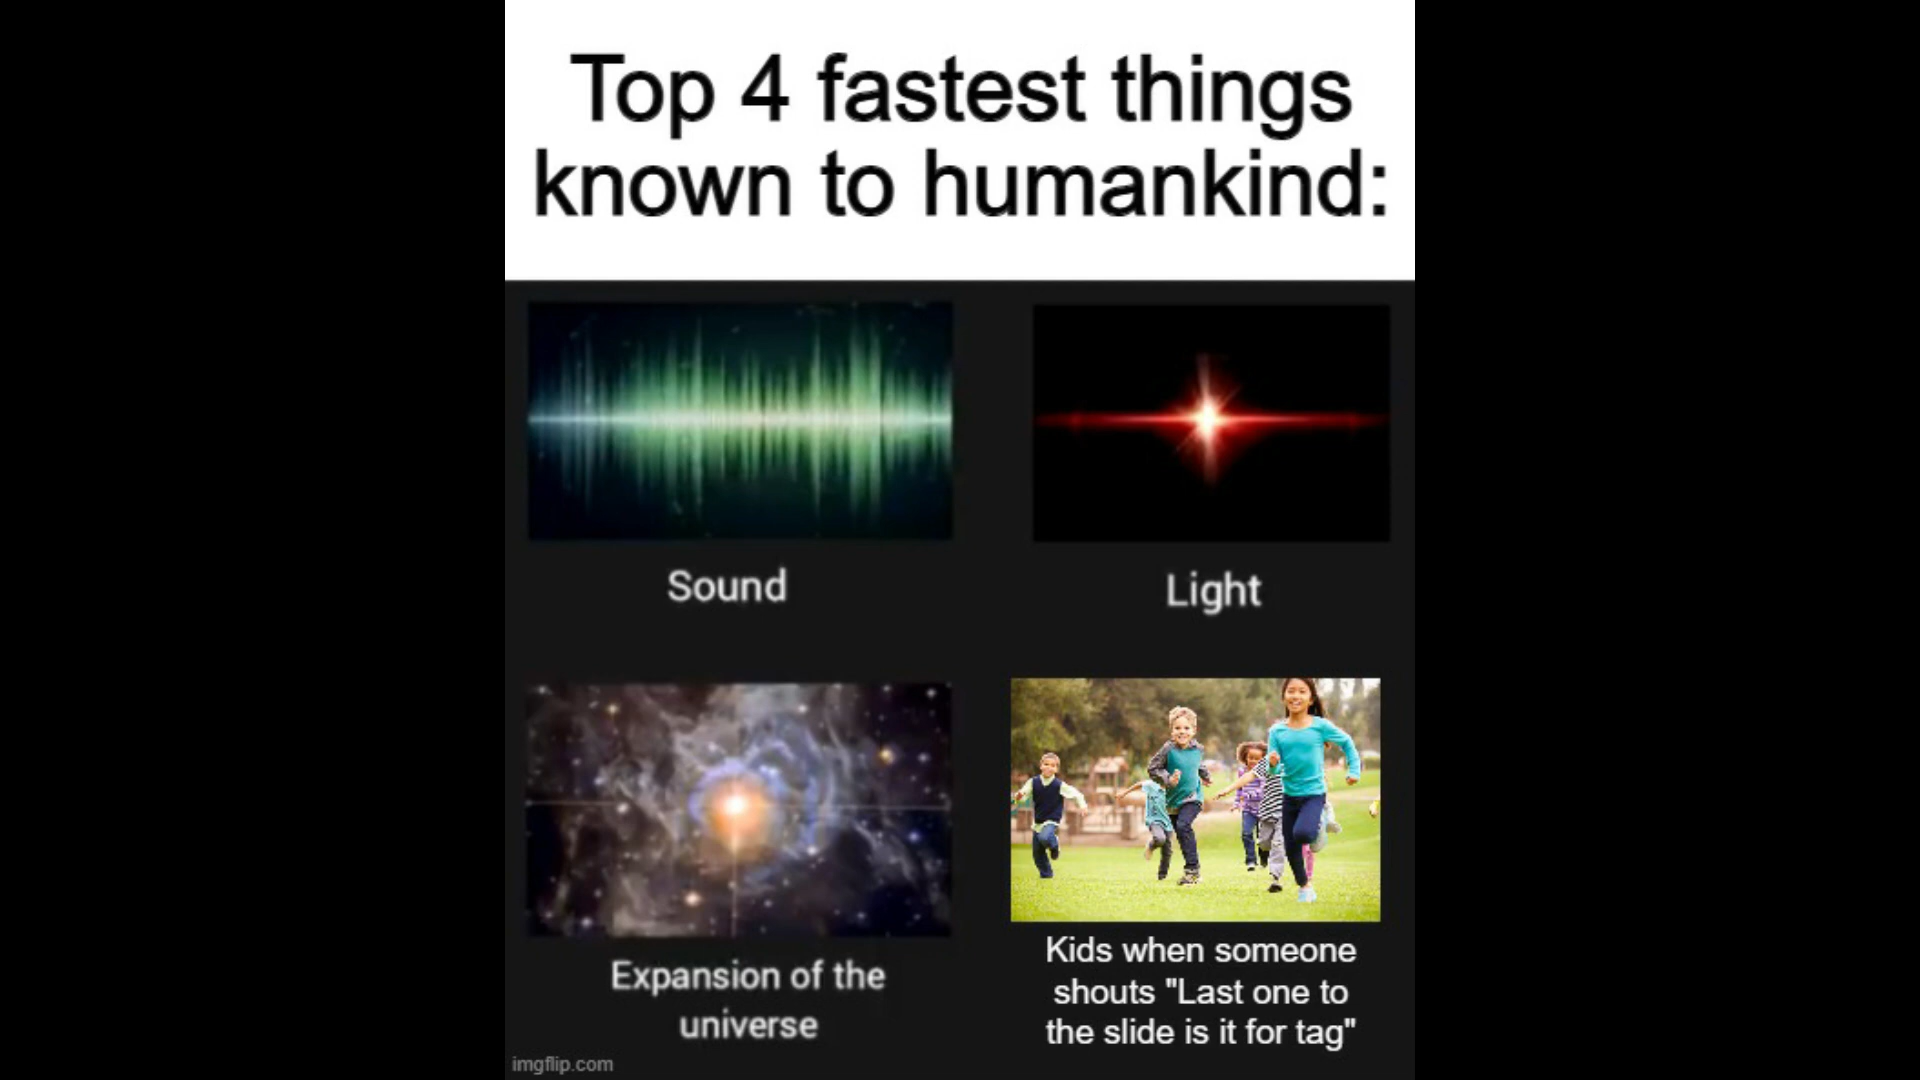 Top 4 fastest things
known to humankind:
Sound
Light
Expansion of the
universe
Kids when someone
shouts "Last one to
the slide is it for tag"
imgflip.com